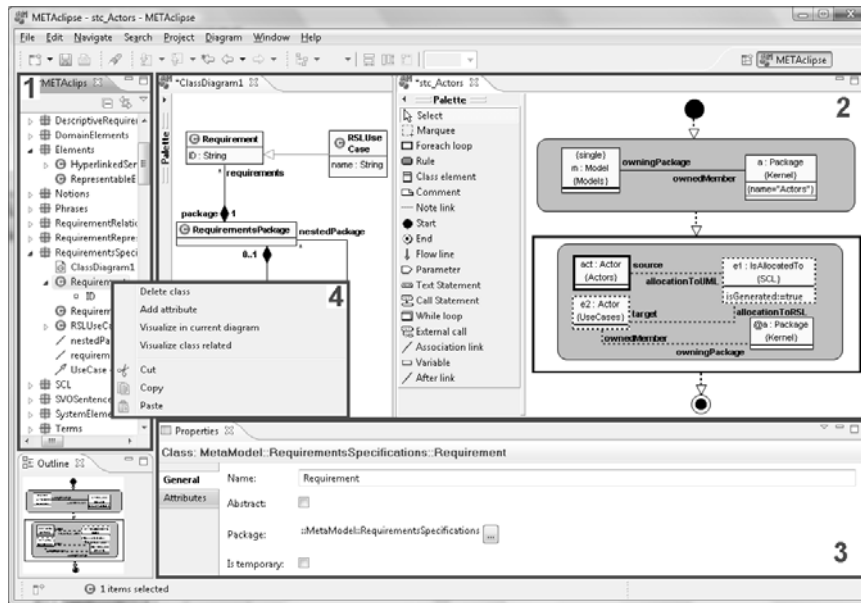 METAclipse - stc_Actors - METAclipse
File Edit Navigate Search Project Diagram Window Help
METAclipse
1
*METAclips
DescriptiveRequirer
DomainElements
Elements
HyperlinkedSer
RepresentableE
Notions
Phrases
RequirementRelatic
RequirementRepre:
RequirementsSpeci
ClassDiagram1
Requirem
ID
Requirem
RSLUseCa
nestedPa
requirem
UseCase
SCL
SVOSentenc
SystemEleme
Terms
*ClassDiagram1
Palette
Requirement
ID : String
RSLUse
Case
name : String
*
requirements
package
1
RequirementsPackage
nestedPackage
*
0..1
4
Delete class
Add attribute
Visualize in current diagram
Visualize class related
Cut
Copy
Paste
*stc_Actors
Palette
Select
Marquee
Foreach loop
Rule
Class element
Comment
Note link
Start
End
Flow line
Parameter
Text Statement
Call Statement
While loop
External call
Association link
Variable
After link
2
{single}
m : Model
(Models)
owningPackage
ownedMember
a : Package
(Kernel)
{name="Actors"}
act : Actor
(Actors)
source
allocationToUML
e1 : IsAllocatedTo
(SCL)
isGenerated:=true
e2 : Actor
(UseCases)
target
allocationToRSL
@a : Package
(Kernel)
ownedMember
owningPackage
Outline
Properties
Class: MetaModel::RequirementsSpecifications::Requirement
General
Attributes
Name:
Requirement
Abstract:
Package:
::MetaModel::RequirementsSpecifications
...
Is temporary:
3
1 items selected